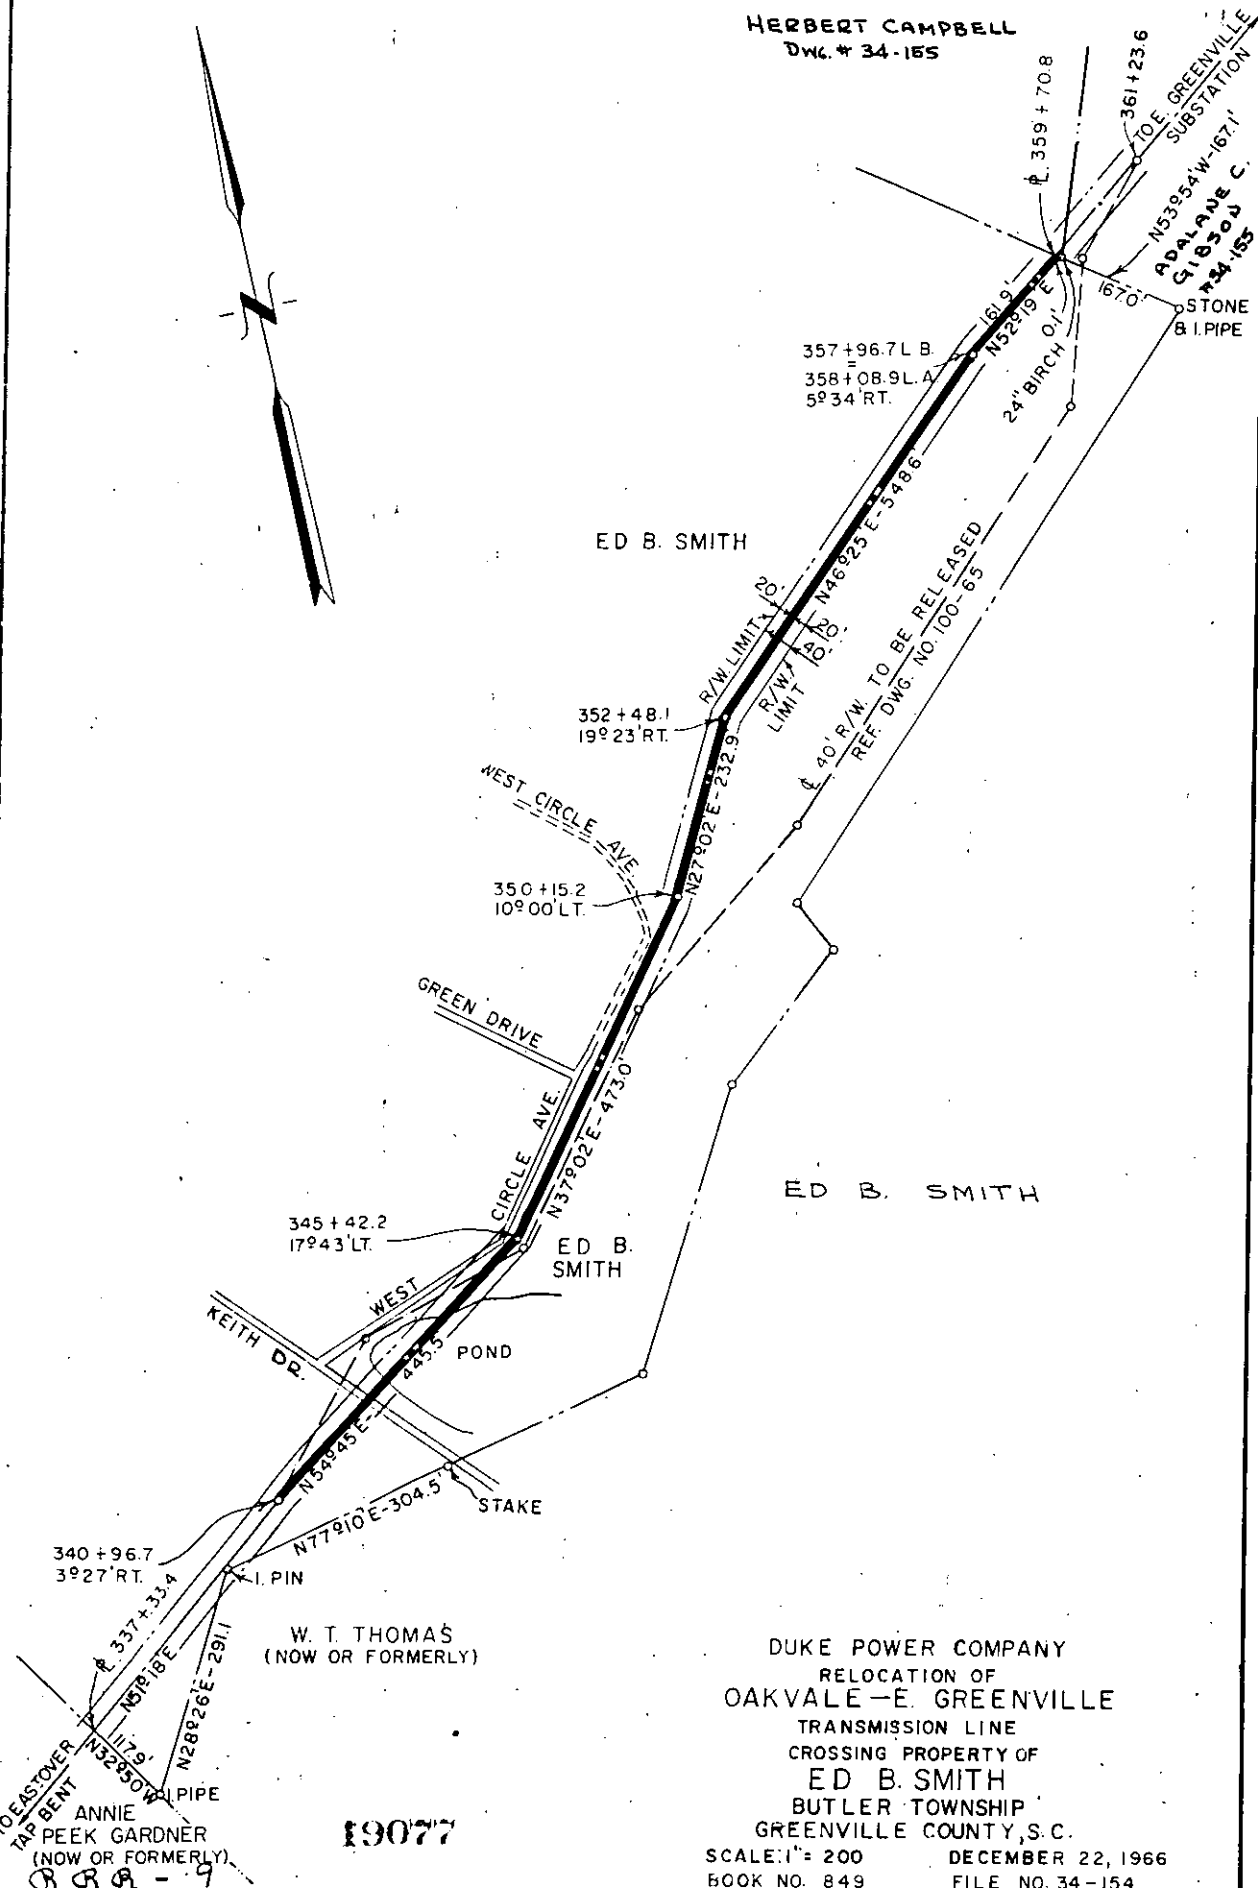 HERBERT CAMPBELL
DWG. # 34-155
TO E. GREENVILLE
SUBSTATION
361+23.6
℄ 359+70.8
N53°54'W-167.1'
ADALANE C.
GIBSON
#34-155
167.0'
STONE
& I. PIPE
161.9'
N52°19'E
0.1'
24" BIRCH
357+96.7 L.B.
=
358+08.9 L.A.
5°34' RT.
N46°25'E-548.6'
ED B. SMITH
20'
20'
40'
R/W LIMIT
R/W
LIMIT
℄ 40' R/W. TO BE RELEASED
REF. DWG. NO. 100-65
352+48.1
19°23' RT.
N27°02'E-232.9'
WEST CIRCLE AVE.
350+15.2
10°00' LT.
GREEN DRIVE
N37°02'E-473.0'
WEST CIRCLE AVE.
ED B. SMITH
345+42.2
17°43' LT.
ED B.
SMITH
KEITH DR.
POND
N54°45'E-445.5'
STAKE
N77°10'E-304.5'
340+96.7
3°27' RT.
I. PIN
℄ 337+33.4
N51°18'E
N28°26'E-291.1
W. T. THOMAS
(NOW OR FORMERLY)
117.9'
N32°50'W
I. PIPE
TO EASTOVER
TAP BENT
ANNIE
PEEK GARDNER
(NOW OR FORMERLY)
RRR-9
19077
DUKE POWER COMPANY
RELOCATION OF
OAKVALE-E. GREENVILLE
TRANSMISSION LINE
CROSSING PROPERTY OF
ED B. SMITH
BUTLER TOWNSHIP
GREENVILLE COUNTY, S.C.
SCALE: 1" = 200 DECEMBER 22, 1966
BOOK NO. 849 FILE NO. 34-154